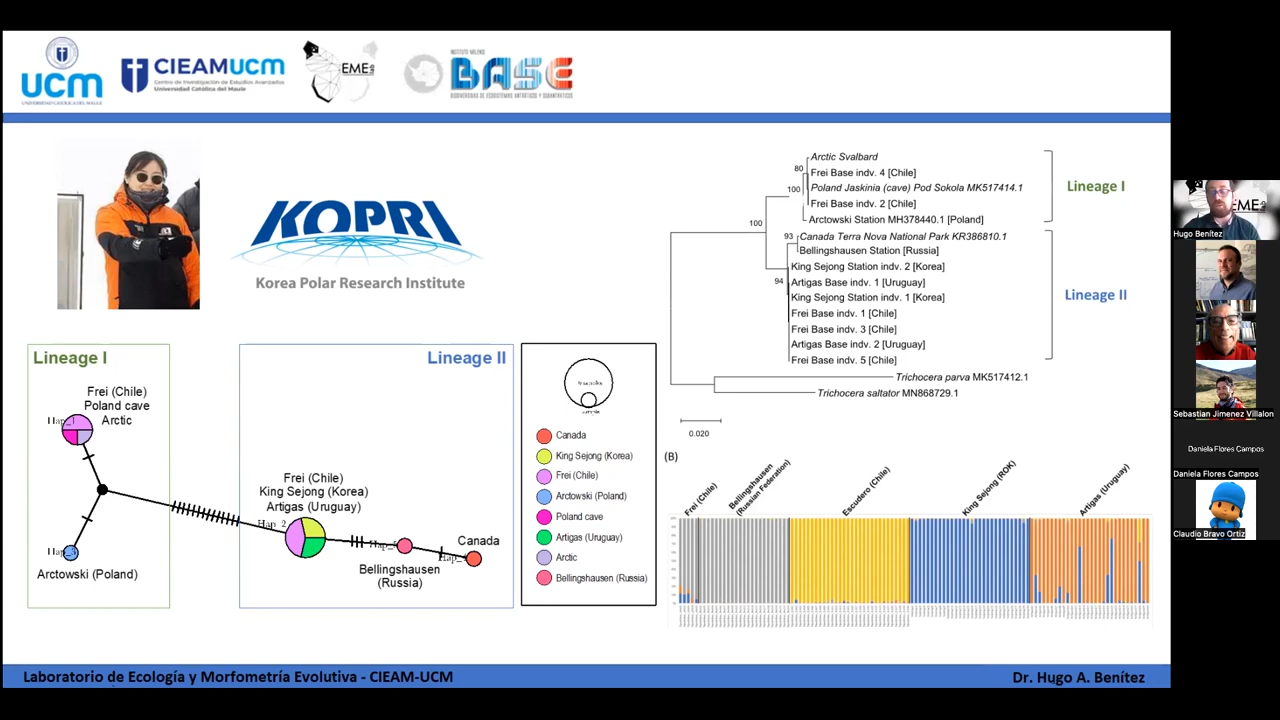 UCM
UNIVERSIDAD CATÓLICA DEL MAULE
CIEAMUCM
Centro de Investigación de Estudios Avanzados
Universidad Católica del Maule
EME
INSTITUTO MILENIO
BASE
BIODIVERSIDAD DE ECOSISTEMAS ANTÁRTICOS Y SUBANTÁRTICOS
KOPRI
Korea Polar Research Institute
Lineage I
Frei (Chile)
Poland cave
Arctic
Hap_1
Hap_3
Arctowski (Poland)
Lineage II
Frei (Chile)
King Sejong (Korea)
Artigas (Uruguay)
Hap_2
Canada
Bellingshausen
(Russia)
Canada
King Sejong (Korea)
Frei (Chile)
Arctowski (Poland)
Poland cave
Artigas (Uruguay)
Arctic
Bellingshausen (Russia)
Arctic Svalbard
80
Frei Base indv. 4 [Chile]
100
Poland Jaskinia (cave) Pod Sokola MK517414.1
Frei Base indv. 2 [Chile]
Arctowski Station MH378440.1 [Poland]
Lineage I
100
93
Canada Terra Nova National Park KR386810.1
Bellingshausen Station [Russia]
King Sejong Station indv. 2 [Korea]
94
Artigas Base indv. 1 [Uruguay]
King Sejong Station indv. 1 [Korea]
Frei Base indv. 1 [Chile]
Frei Base indv. 3 [Chile]
Artigas Base indv. 2 [Uruguay]
Frei Base indv. 5 [Chile]
Lineage II
Trichocera parva MK517412.1
Trichocera saltator MN868729.1
0.020
(B)
Frei (Chile)
Bellingshausen
(Russian Federation)
Escudero (Chile)
King Sejong (ROK)
Artigas (Uruguay)
Laboratorio de Ecología y Morfometría Evolutiva - CIEAM-UCM
Dr. Hugo A. Benítez
EME
Hugo Benítez
Sebastian Jimenez Villalon
Daniela Flores Campos
Daniela Flores Campos
Claudio Bravo Ortiz